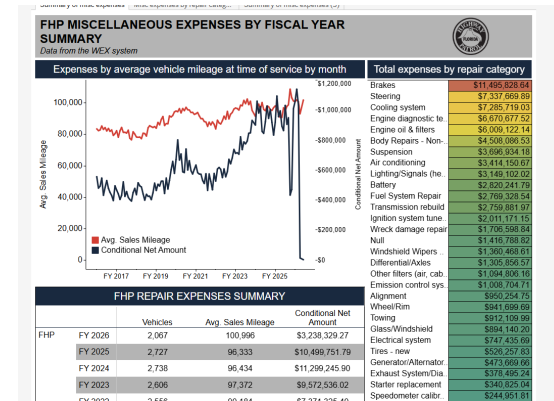 FHP MISCELLANEOUS EXPENSES BY FISCAL YEAR
SUMMARY
Data from the WEX system
FLORIDA
Expenses by average vehicle mileage at time of service by month
Avg. Sales Mileage
100,000
80,000
60,000
40,000
20,000
0
$1,200,000
$1,000,000
$800,000
$600,000
$400,000
$200,000
$0
Conditional Net Amount
Avg. Sales Mileage
Conditional Net Amount
FY 2017 FY 2019 FY 2021 FY 2023 FY 2025
FHP REPAIR EXPENSES SUMMARY
Vehicles Avg. Sales Mileage Conditional Net Amount
FHP FY 2026 2,067 100,996 $3,238,329.27
FY 2025 2,727 96,333 $10,499,751.79
FY 2024 2,738 96,434 $11,299,245.90
FY 2023 2,606 97,372 $9,572,536.02
Total expenses by repair category
Brakes $11,495,828.64
Steering $7,337,669.89
Cooling system $7,285,719.03
Engine diagnostic te.. $6,670,677.52
Engine oil & filters $6,009,122.14
Body Repairs - Non-.. $4,508,086.53
Suspension $3,696,934.18
Air conditioning $3,414,150.67
Lighting/Signals (he.. $3,149,102.02
Battery $2,820,241.79
Fuel System Repair $2,769,328.54
Transmission rebuild $2,759,881.97
Ignition system tune.. $2,011,171.15
Wreck damage repair $1,706,598.84
Null $1,416,788.82
Windshield Wipers .. $1,360,468.61
Differential/Axles $1,305,856.57
Other filters (air, cab.. $1,094,806.16
Emission control sys.. $1,008,704.71
Alignment $950,254.75
Wheel/Rim $941,699.69
Towing $912,109.99
Glass/Windshield $894,140.20
Electrical system $747,435.69
Tires - new $526,257.83
Generator/Alternator.. $473,669.66
Exhaust System/Dia.. $378,495.24
Starter replacement $340,825.04
Speedometer calibr.. $244,951.81